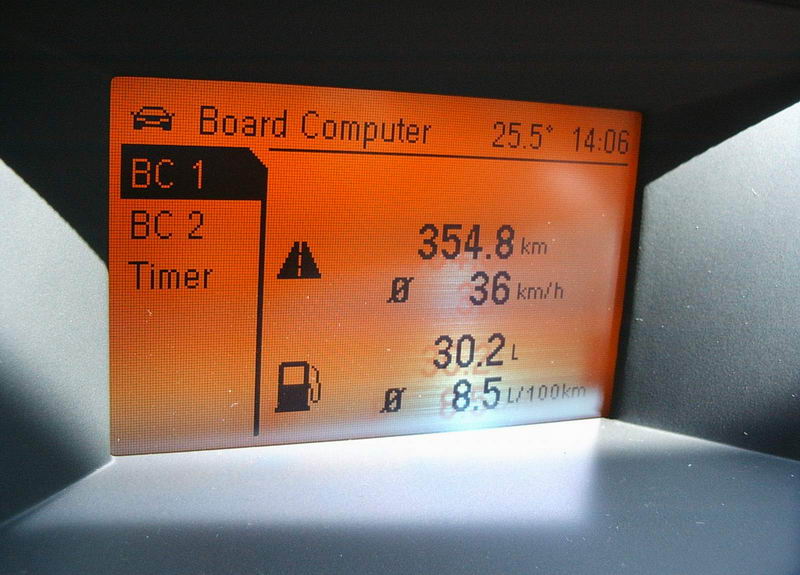 Board Computer 25.5° 14:06
BC 1
BC 2
Timer
354.8 km
Ø 36 km/h
30.2 L
Ø 8.5 L/100km